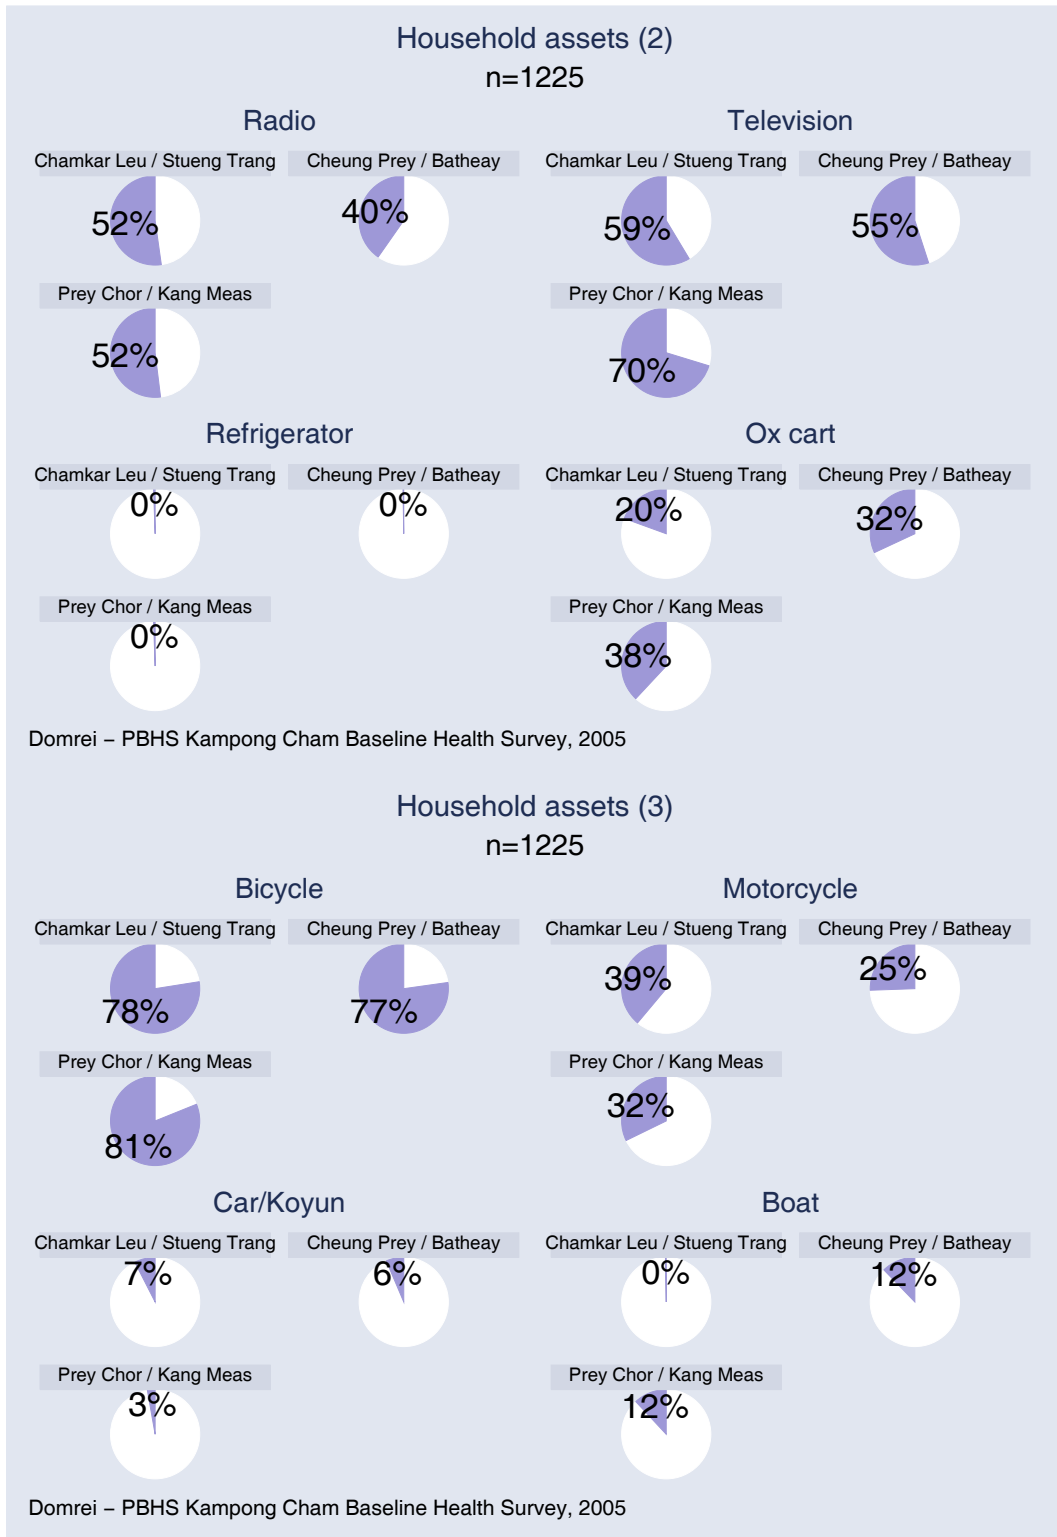 Household assets (2)
n=1225
Radio
Television
Chamkar Leu / Stueng Trang
Cheung Prey / Batheay
Chamkar Leu / Stueng Trang
Cheung Prey / Batheay
52%
40%
59%
55%
Prey Chor / Kang Meas
Prey Chor / Kang Meas
52%
70%
Refrigerator
Ox cart
Chamkar Leu / Stueng Trang
Cheung Prey / Batheay
Chamkar Leu / Stueng Trang
Cheung Prey / Batheay
0%
0%
20%
32%
Prey Chor / Kang Meas
Prey Chor / Kang Meas
0%
38%
Domrei – PBHS Kampong Cham Baseline Health Survey, 2005
Household assets (3)
n=1225
Bicycle
Motorcycle
Chamkar Leu / Stueng Trang
Cheung Prey / Batheay
Chamkar Leu / Stueng Trang
Cheung Prey / Batheay
78%
77%
39%
25%
Prey Chor / Kang Meas
Prey Chor / Kang Meas
81%
32%
Car/Koyun
Boat
Chamkar Leu / Stueng Trang
Cheung Prey / Batheay
Chamkar Leu / Stueng Trang
Cheung Prey / Batheay
7%
6%
0%
12%
Prey Chor / Kang Meas
Prey Chor / Kang Meas
3%
12%
Domrei – PBHS Kampong Cham Baseline Health Survey, 2005